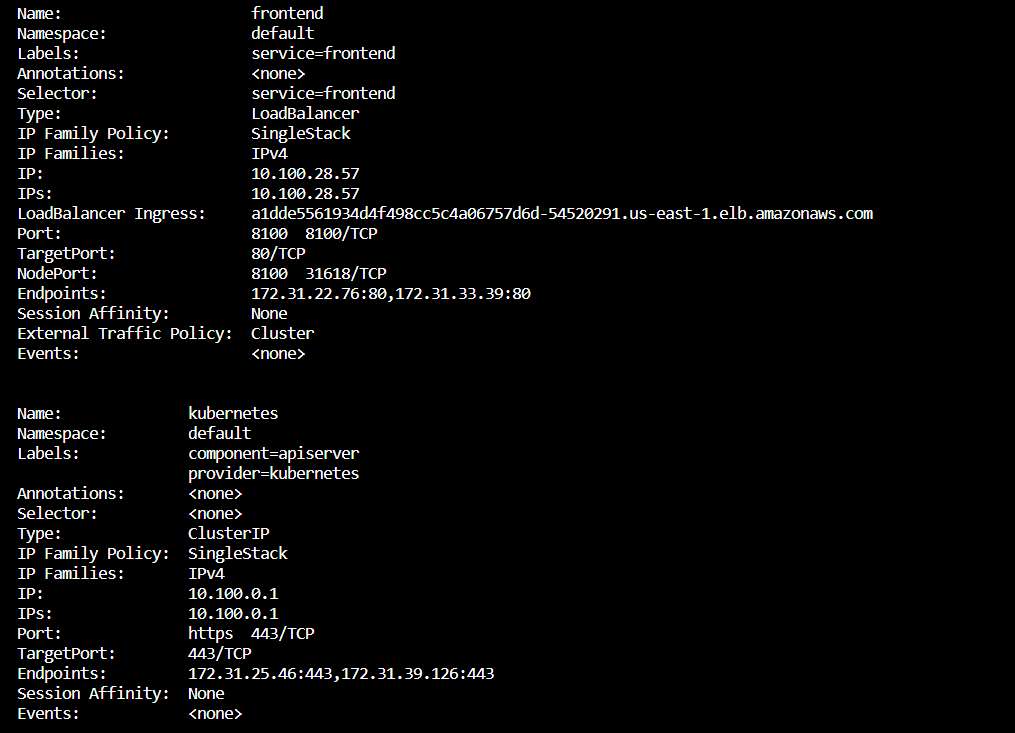 Name:                     frontend
Namespace:                default
Labels:                   service=frontend
Annotations:              <none>
Selector:                 service=frontend
Type:                     LoadBalancer
IP Family Policy:         SingleStack
IP Families:              IPv4
IP:                       10.100.28.57
IPs:                      10.100.28.57
LoadBalancer Ingress:     a1dde5561934d4f498cc5c4a06757d6d-54520291.us-east-1.elb.amazonaws.com
Port:                     8100  8100/TCP
TargetPort:               80/TCP
NodePort:                 8100  31618/TCP
Endpoints:                172.31.22.76:80,172.31.33.39:80
Session Affinity:         None
External Traffic Policy:  Cluster
Events:                   <none>
Name:              kubernetes
Namespace:         default
Labels:            component=apiserver
                   provider=kubernetes
Annotations:       <none>
Selector:          <none>
Type:              ClusterIP
IP Family Policy:  SingleStack
IP Families:       IPv4
IP:                10.100.0.1
IPs:               10.100.0.1
Port:              https  443/TCP
TargetPort:        443/TCP
Endpoints:         172.31.25.46:443,172.31.39.126:443
Session Affinity:  None
Events:            <none>